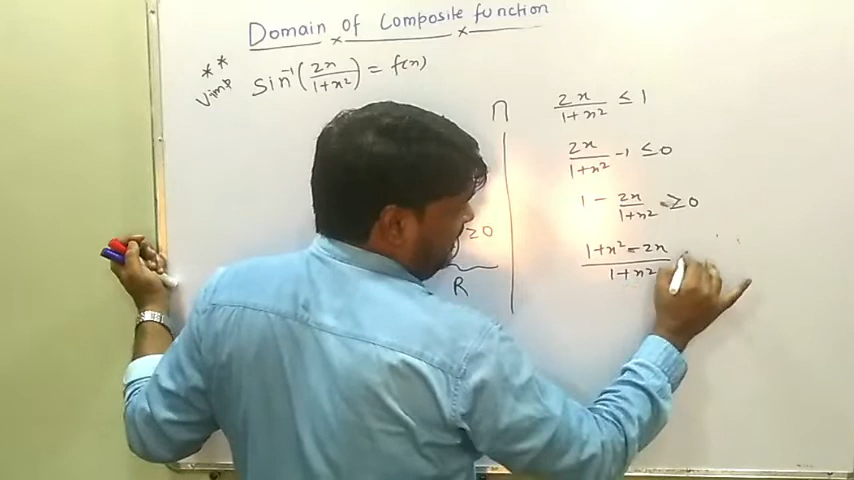 Domain of Composite function
** Vimp
sin⁻¹(2x/1+x²) = f(x)
≥0
R
∩
2x/1+x² ≤ 1
2x/1+x² -1 ≤0
1 - 2x/1+x² ≥0
1+x²-2x/1+x²